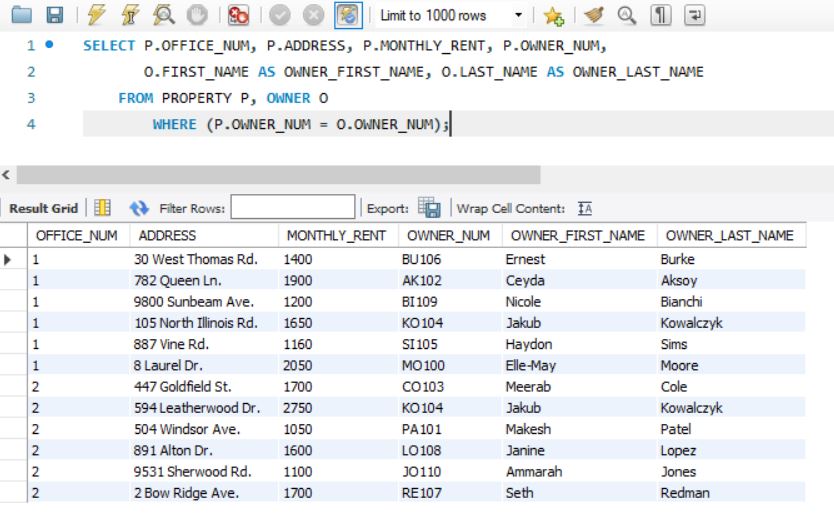 Limit to 1000 rows
1 SELECT P.OFFICE_NUM, P.ADDRESS, P.MONTHLY_RENT, P.OWNER_NUM,
2 O.FIRST_NAME AS OWNER_FIRST_NAME, O.LAST_NAME AS OWNER_LAST_NAME
3 FROM PROPERTY P, OWNER O
4 WHERE (P.OWNER_NUM = O.OWNER_NUM);
Result Grid Filter Rows: Export: Wrap Cell Content: IA
OFFICE_NUM ADDRESS MONTHLY_RENT OWNER_NUM OWNER_FIRST_NAME OWNER_LAST_NAME
1 30 West Thomas Rd. 1400 BU106 Ernest Burke
1 782 Queen Ln. 1900 AK102 Ceyda Aksoy
1 9800 Sunbeam Ave. 1200 BI109 Nicole Bianchi
1 105 North Illinois Rd. 1650 KO104 Jakub Kowalczyk
1 887 Vine Rd. 1160 SI105 Haydon Sims
1 8 Laurel Dr. 2050 MO100 Elle-May Moore
2 447 Goldfield St. 1700 CO103 Meerab Cole
2 594 Leatherwood Dr. 2750 KO104 Jakub Kowalczyk
2 504 Windsor Ave. 1050 PA101 Makesh Patel
2 891 Alton Dr. 1600 LO108 Janine Lopez
2 9531 Sherwood Rd. 1100 JO110 Ammarah Jones
2 2 Bow Ridge Ave. 1700 RE107 Seth Redman